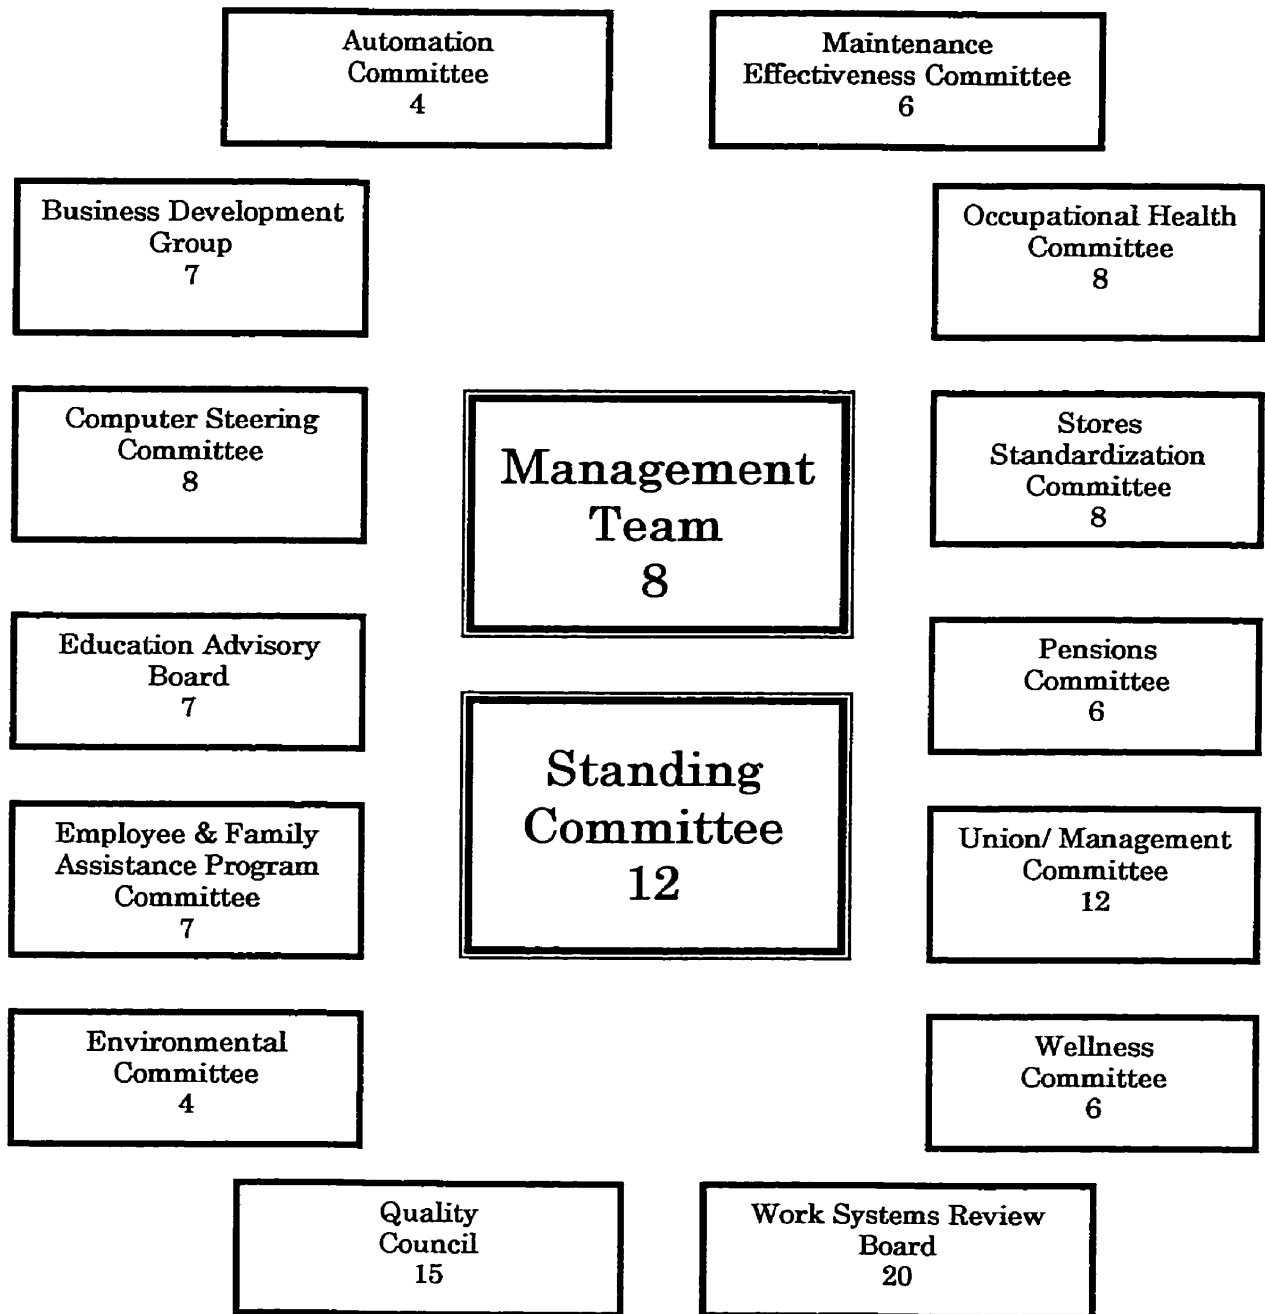 Automation
Committee
4
Maintenance
Effectiveness Committee
6
Business Development
Group
7
Occupational Health
Committee
8
Computer Steering
Committee
8
Management
Team
8
Stores
Standardization
Committee
8
Education Advisory
Board
7
Pensions
Committee
6
Standing
Committee
12
Employee & Family
Assistance Program
Committee
7
Union/ Management
Committee
12
Environmental
Committee
4
Wellness
Committee
6
Quality
Council
15
Work Systems Review
Board
20